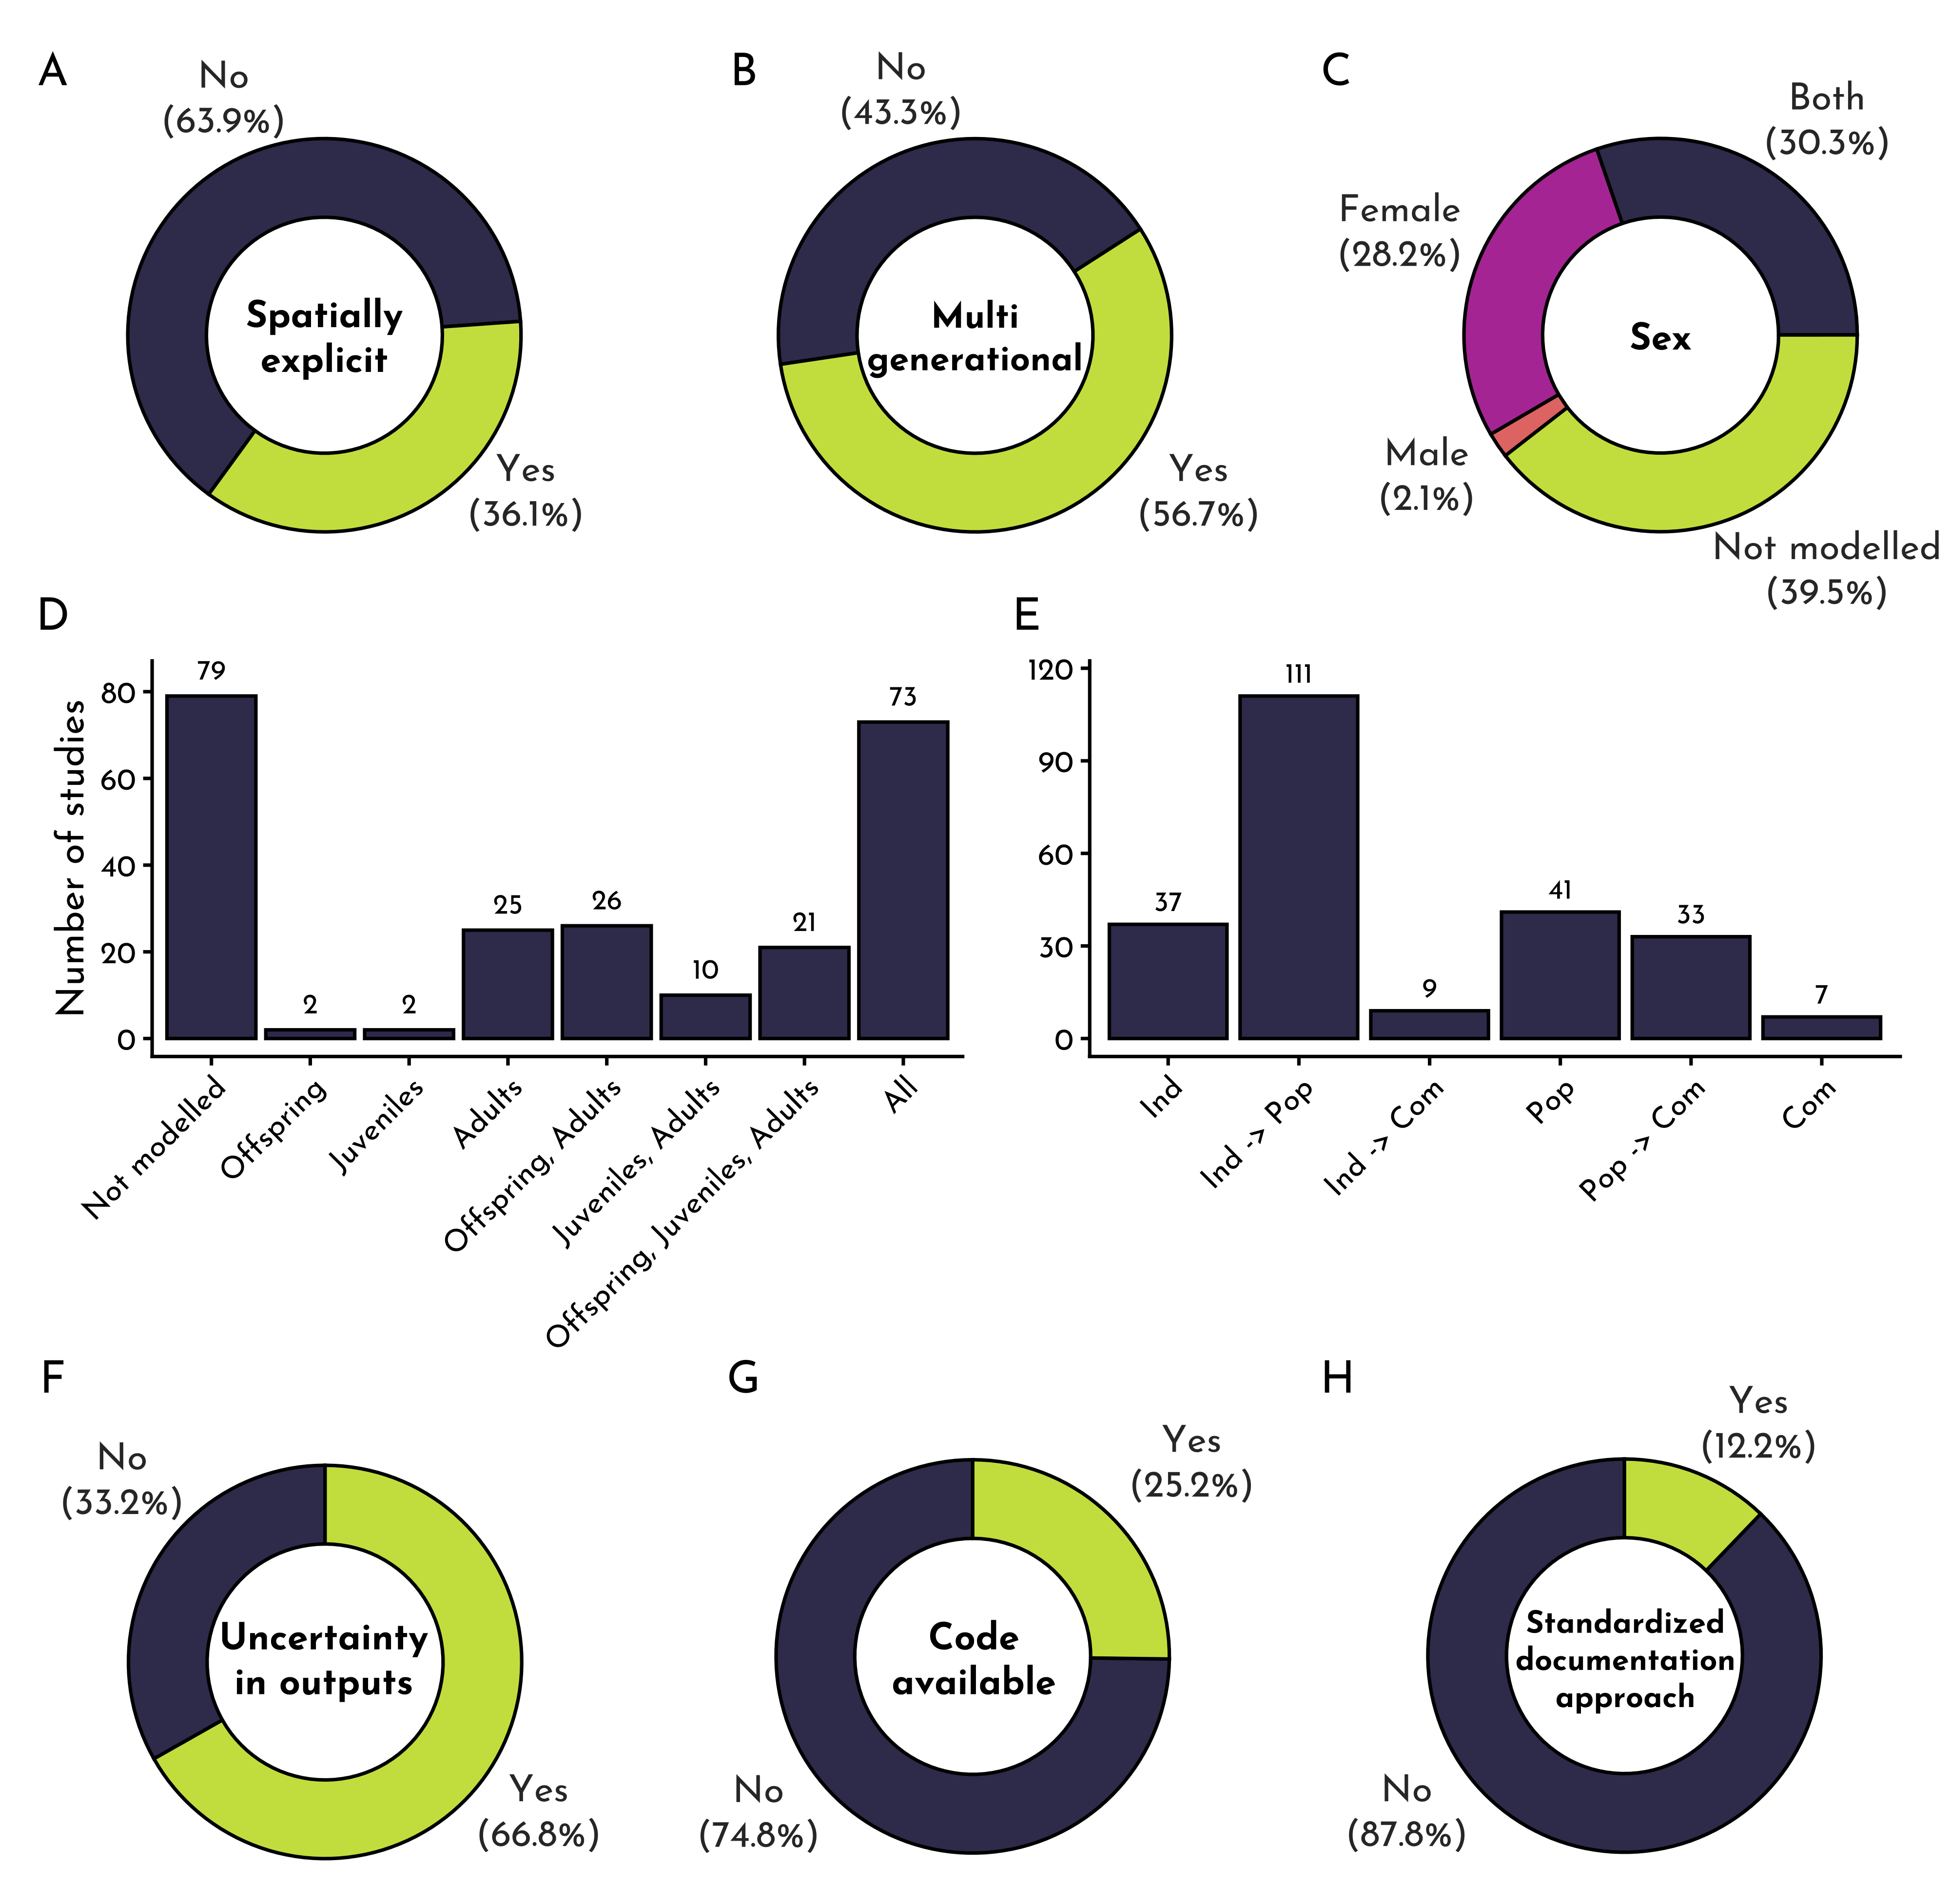 A
No
(63.9%)
Spatially
explicit
Yes
(36.1%)
B
No
(43.3%)
Multi
generational
Yes
(56.7%)
C
Both
(30.3%)
Female
(28.2%)
Sex
Male
(2.1%)
Not modelled
(39.5%)
D
Number of studies
80
60
40
20
0
79
2
2
25
26
10
21
73
Not modelled
Offspring
Juveniles
Adults
Offspring, Adults
Juveniles, Adults
Offspring, Juveniles, Adults
All
E
120
90
60
30
0
37
111
9
41
33
7
Ind
Ind -> Pop
Ind -> Com
Pop
Pop -> Com
Com
F
No
(33.2%)
Uncertainty
in outputs
Yes
(66.8%)
G
Yes
(25.2%)
Code
available
No
(74.8%)
H
Yes
(12.2%)
Standardized
documentation
approach
No
(87.8%)